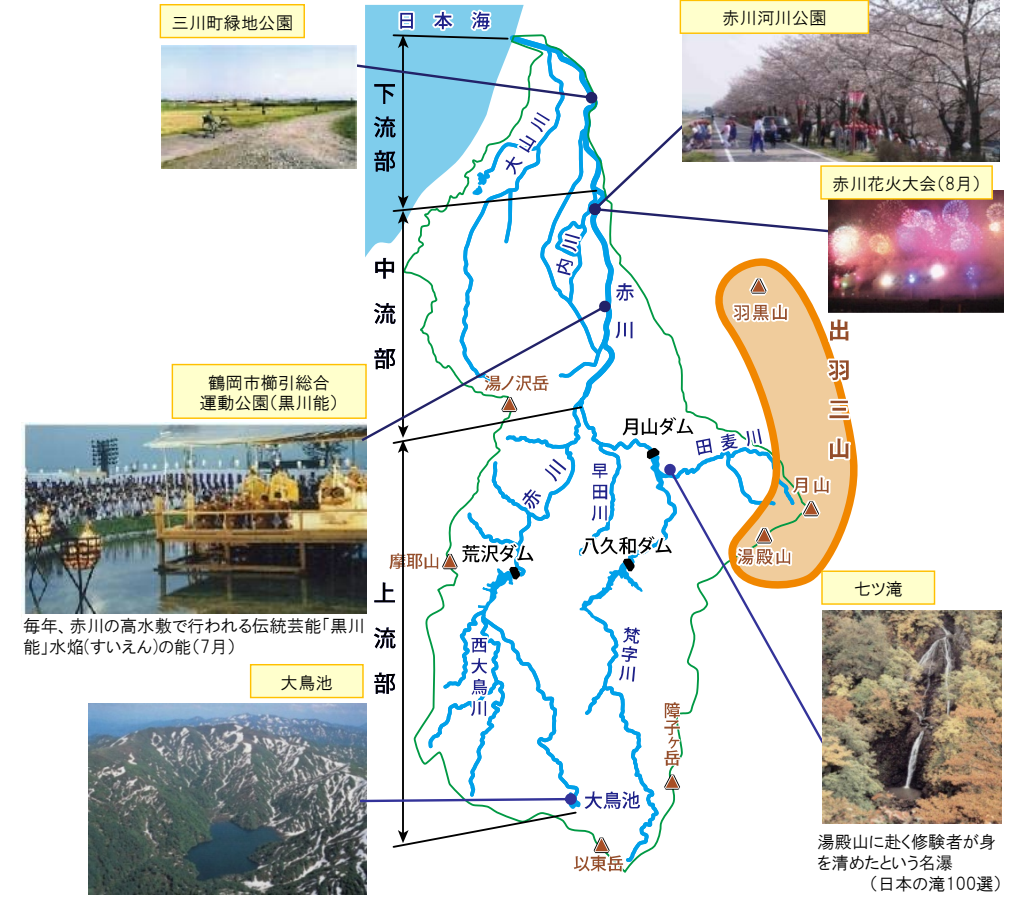 三川町緑地公園
日本海
赤川河川公園
下流部
大山川
赤川花火大会(8月)
内川
中流部
赤川
羽黒山
出羽三山
鶴岡市櫛引総合
運動公園(黒川能)
湯ノ沢岳
月山ダム
田麦川
赤川
早田川
月山
摩耶山
荒沢ダム
八久和ダム
湯殿山
七ツ滝
上流部
毎年、赤川の高水敷で行われる伝統芸能「黒川
能」水焔(すいえん)の能(7月)
西大鳥川
梵字川
大鳥池
障子ヶ岳
大鳥池
以東岳
湯殿山に赴く修験者が身
を清めたという名瀑
(日本の滝100選)